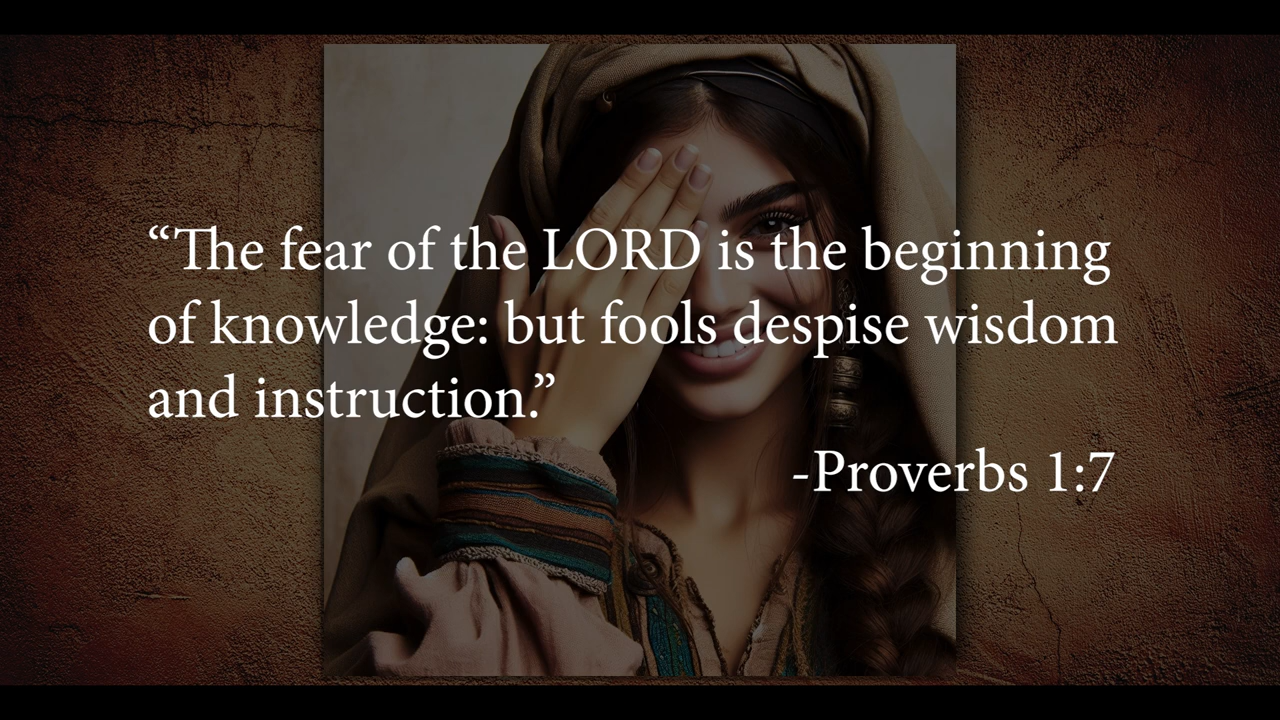 “The fear of the LORD is the beginning
of knowledge: but fools despise wisdom
and instruction.”
-Proverbs 1:7